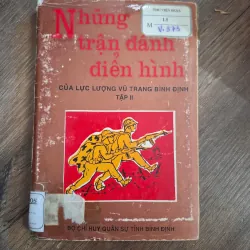 Những
trận đánh
điển hình
CỦA LỰC LƯỢNG VŨ TRANG BÌNH ĐỊNH
TẬP II
BỘ CHỈ HUY QUÂN SỰ TỈNH BÌNH ĐỊNH